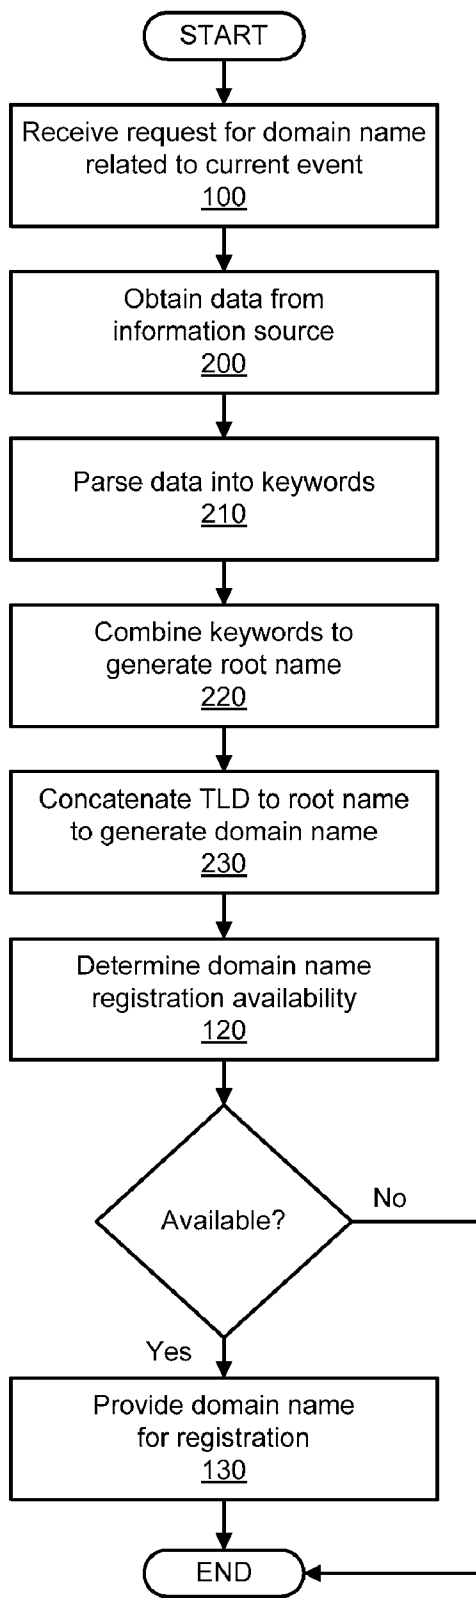 START
Receive request for domain name
related to current event
100
Obtain data from
information source
200
Parse data into keywords
210
Combine keywords to
generate root name
220
Concatenate TLD to root name
to generate domain name
230
Determine domain name
registration availability
120
Available?
No
Yes
Provide domain name
for registration
130
END